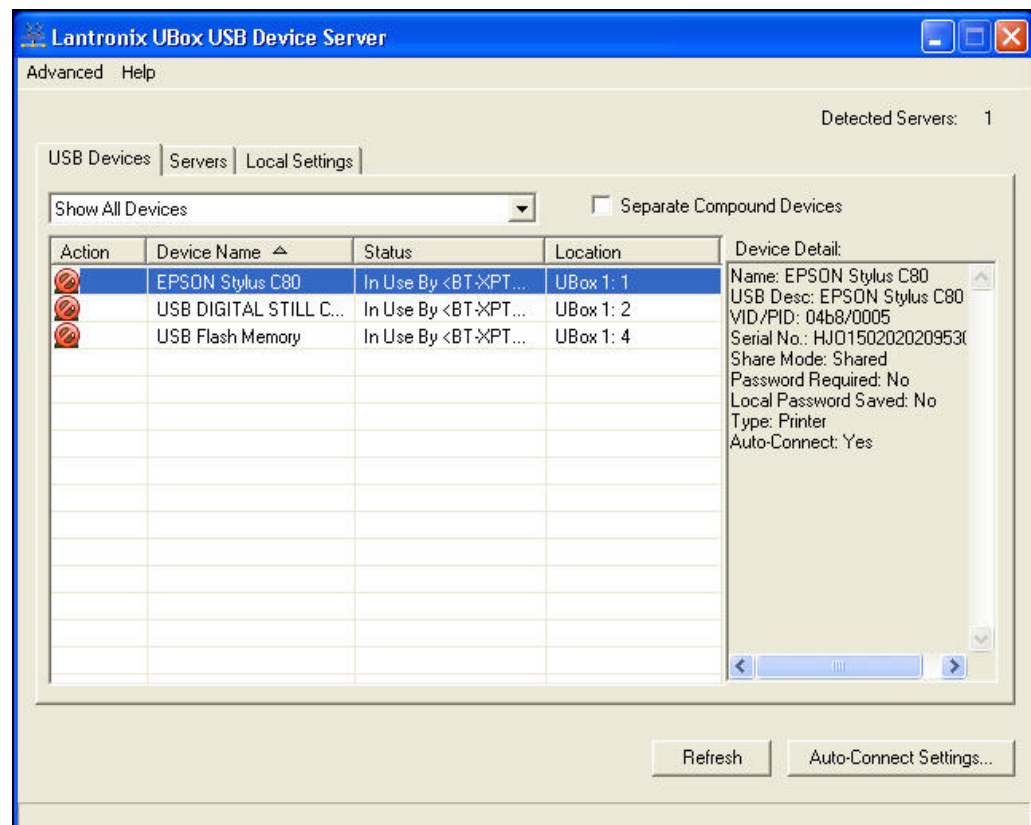 Lantronix UBox USB Device Server
Advanced Help
Detected Servers: 1
USB Devices Servers Local Settings
Show All Devices
Separate Compound Devices
Action Device Name Status Location
EPSON Stylus C80 In Use By <BT-XPT... UBox 1: 1
USB DIGITAL STILL C... In Use By <BT-XPT... UBox 1: 2
USB Flash Memory In Use By <BT-XPT... UBox 1: 4
Device Detail:
Name: EPSON Stylus C80
USB Desc: EPSON Stylus C80
VID/PID: 04b8/0005
Serial No.: HJO150202020953
Share Mode: Shared
Password Required: No
Local Password Saved: No
Type: Printer
Auto-Connect: Yes
Refresh Auto-Connect Settings...